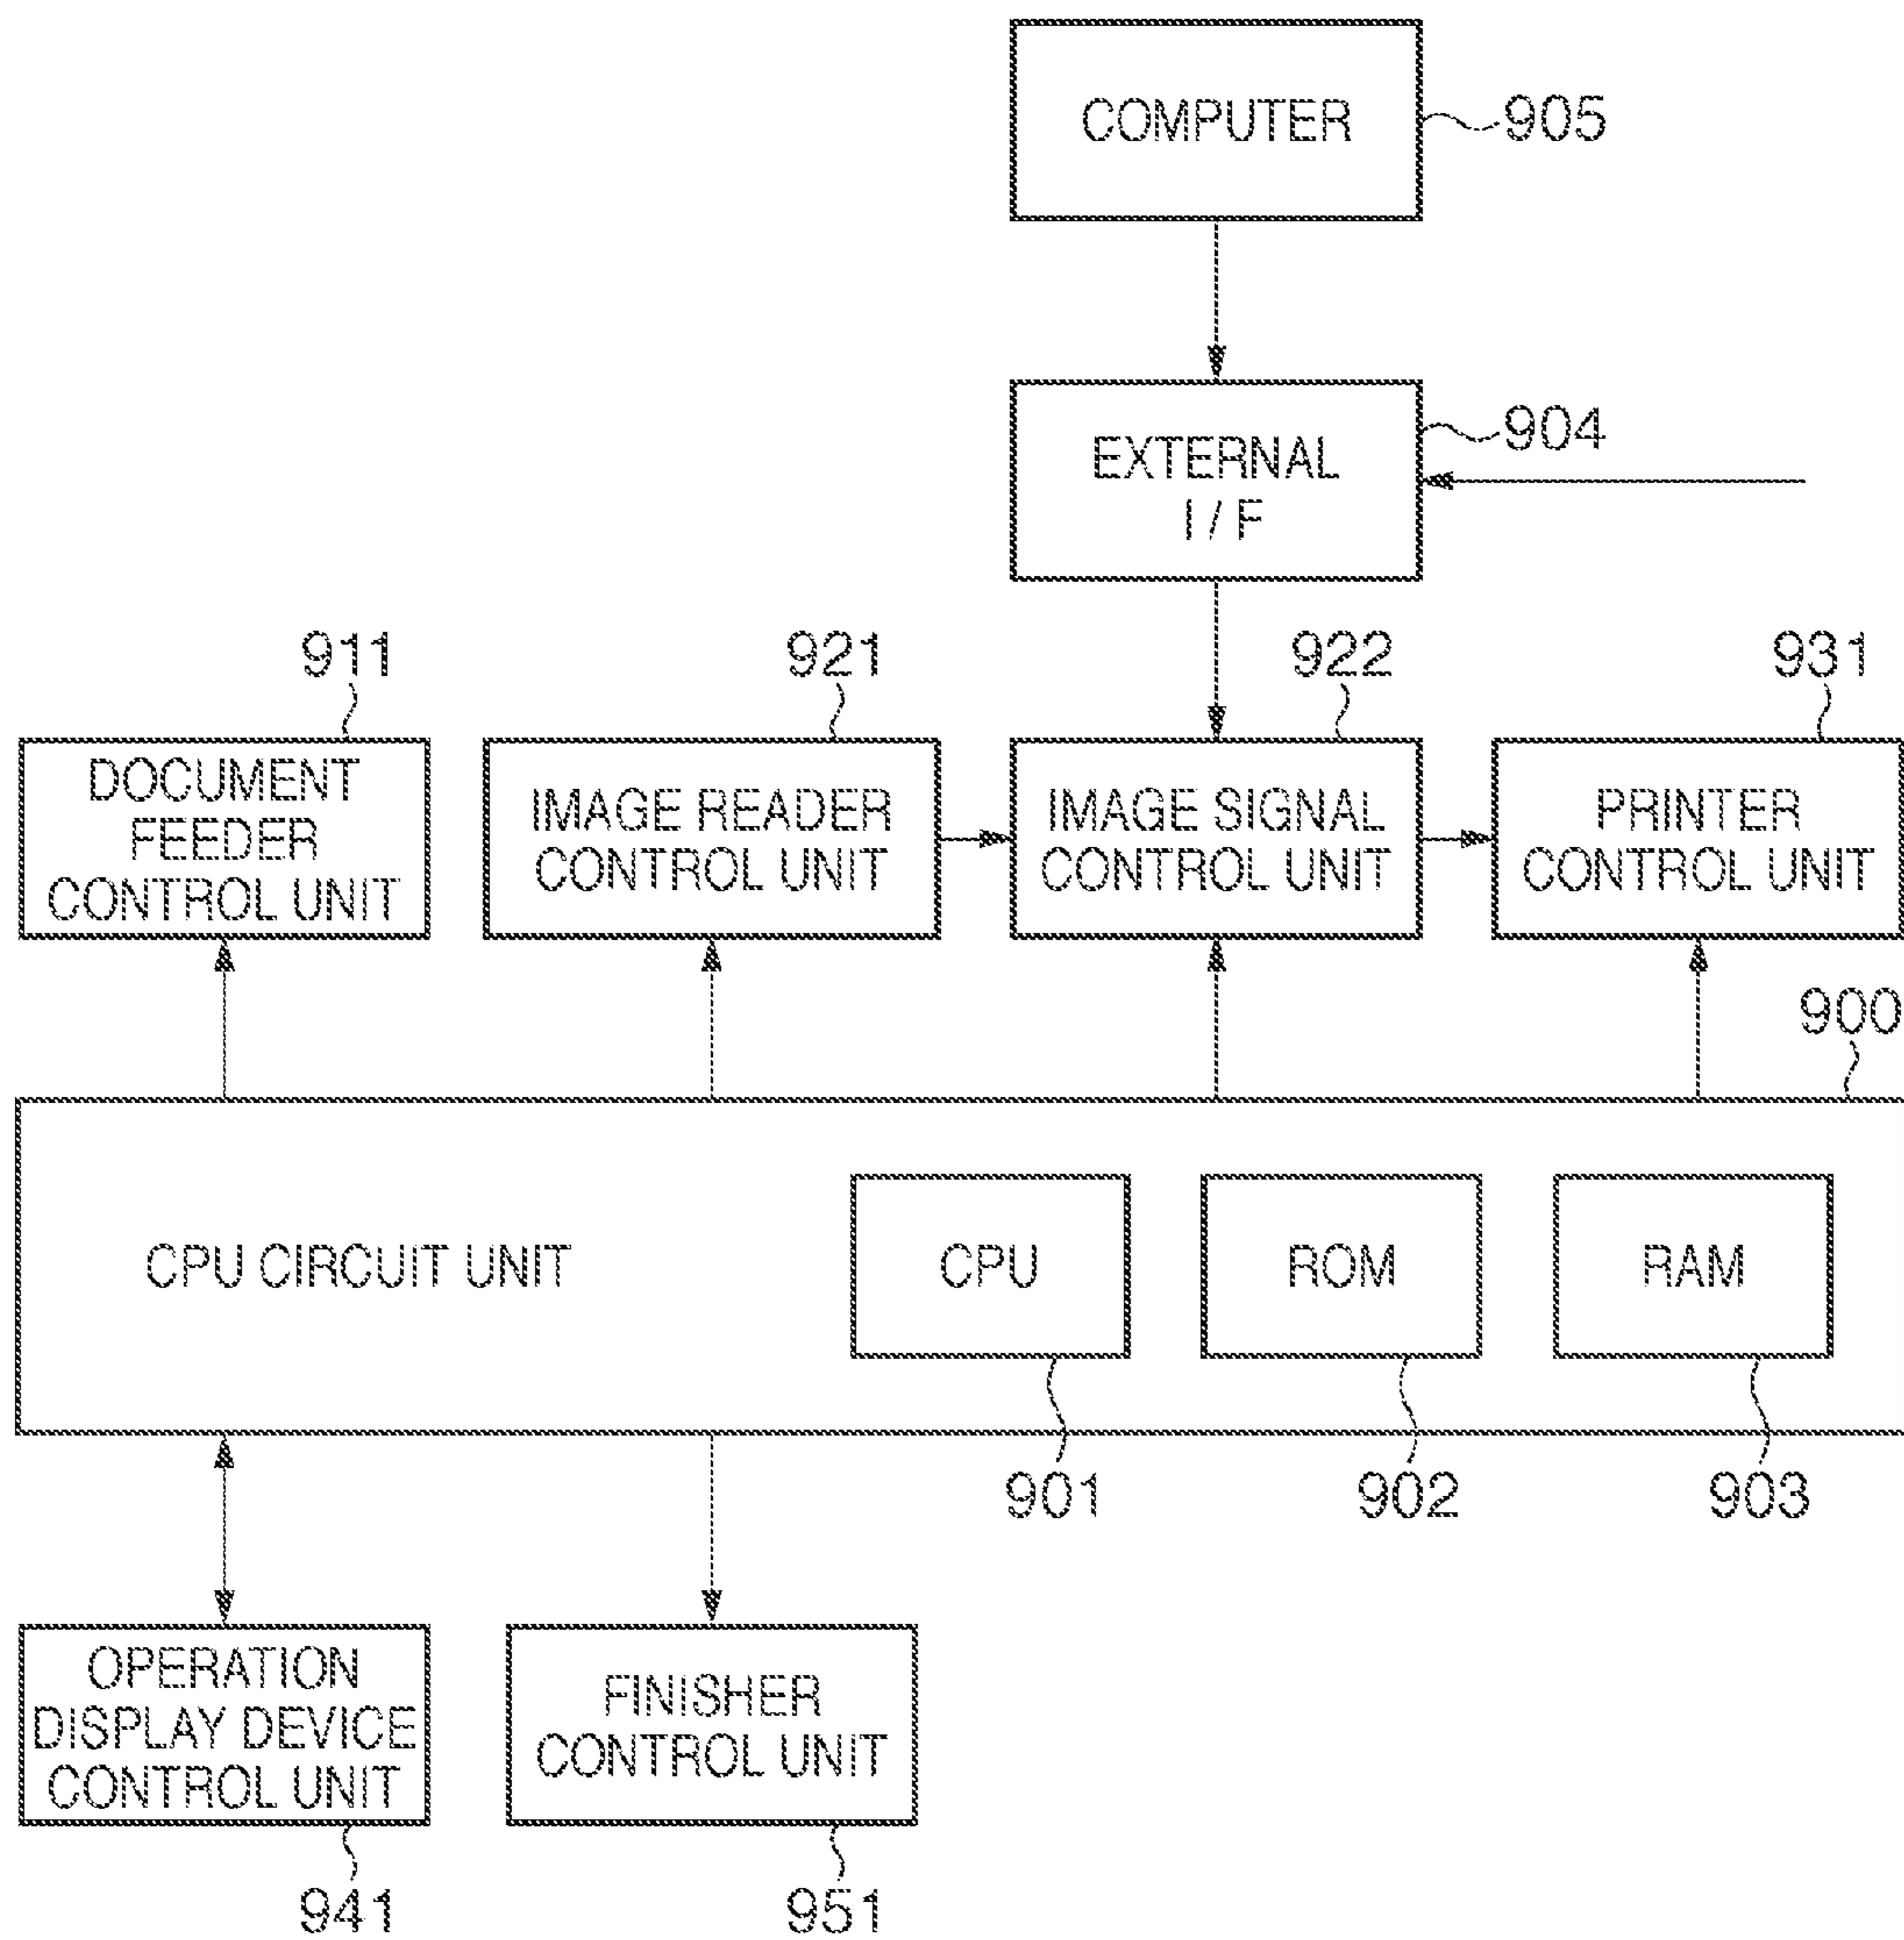 COMPUTER
905
EXTERNAL
I / F
904
911
921
922
931
DOCUMENT
FEEDER
CONTROL UNIT
IMAGE READER
CONTROL UNIT
IMAGE SIGNAL
CONTROL UNIT
PRINTER
CONTROL UNIT
900
CPU CIRCUIT UNIT
CPU
ROM
RAM
901
902
903
OPERATION
DISPLAY DEVICE
CONTROL UNIT
FINISHER
CONTROL UNIT
941
951